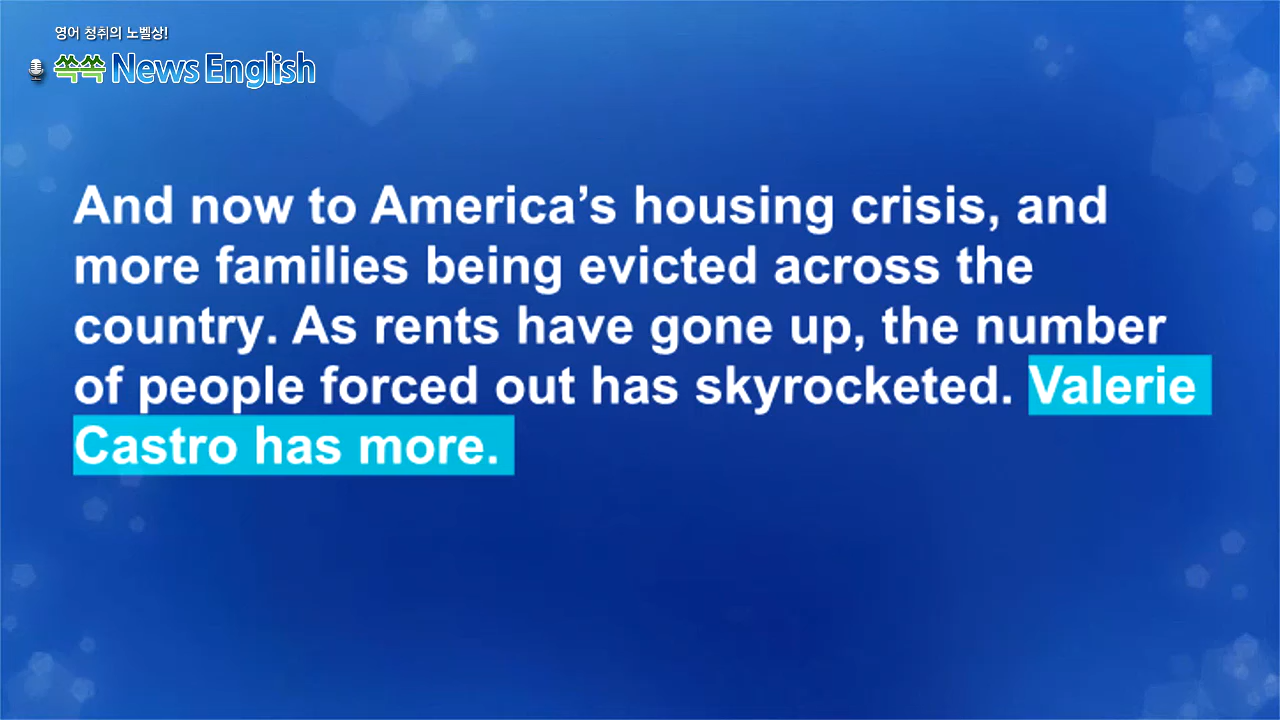 영어 청취의 노벨상!
쏙쏙 News English
And now to America’s housing crisis, and
more families being evicted across the
country. As rents have gone up, the number
of people forced out has skyrocketed. Valerie
Castro has more.